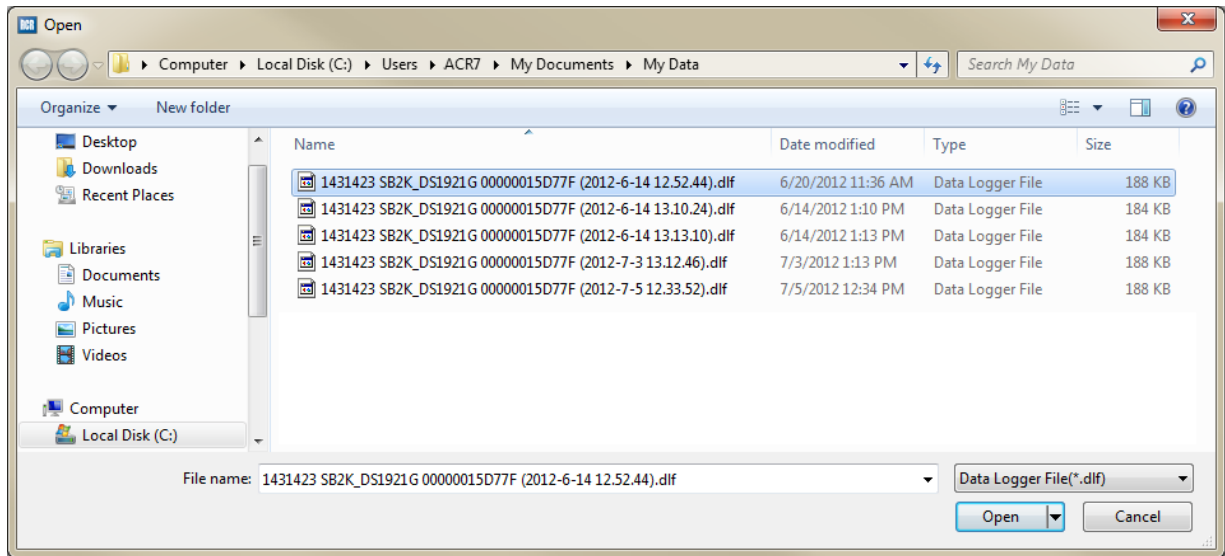 ACR Open
Computer Local Disk (C:) Users ACR7 My Documents My Data Search My Data
Organize New folder
Desktop
Downloads
Recent Places
Libraries
Documents
Music
Pictures
Videos
Computer
Local Disk (C:)
Name Date modified Type Size
1431423 SB2K_DS1921G 00000015D77F (2012-6-14 12.52.44).dlf 6/20/2012 11:36 AM Data Logger File 188 KB
1431423 SB2K_DS1921G 00000015D77F (2012-6-14 13.10.24).dlf 6/14/2012 1:10 PM Data Logger File 184 KB
1431423 SB2K_DS1921G 00000015D77F (2012-6-14 13.13.10).dlf 6/14/2012 1:13 PM Data Logger File 184 KB
1431423 SB2K_DS1921G 00000015D77F (2012-7-3 13.12.46).dlf 7/3/2012 1:13 PM Data Logger File 188 KB
1431423 SB2K_DS1921G 00000015D77F (2012-7-5 12.33.52).dlf 7/5/2012 12:34 PM Data Logger File 188 KB
File name: 1431423 SB2K_DS1921G 00000015D77F (2012-6-14 12.52.44).dlf Data Logger File(*.dlf)
Open Cancel